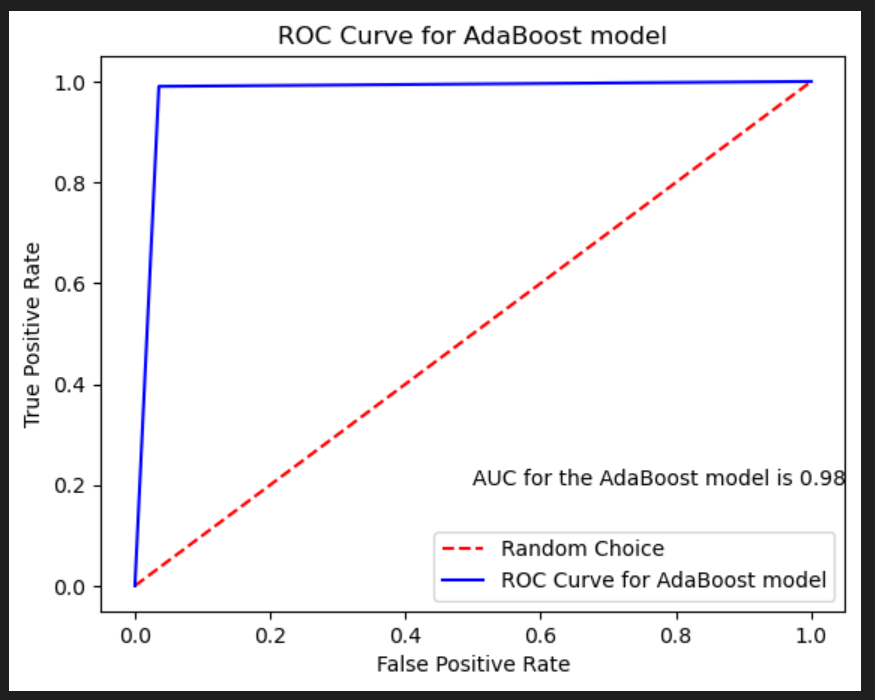 ROC Curve for AdaBoost model
True Positive Rate
1.0
0.8
0.6
0.4
0.2
0.0
AUC for the AdaBoost model is 0.98
Random Choice
ROC Curve for AdaBoost model
0.0 0.2 0.4 0.6 0.8 1.0
False Positive Rate